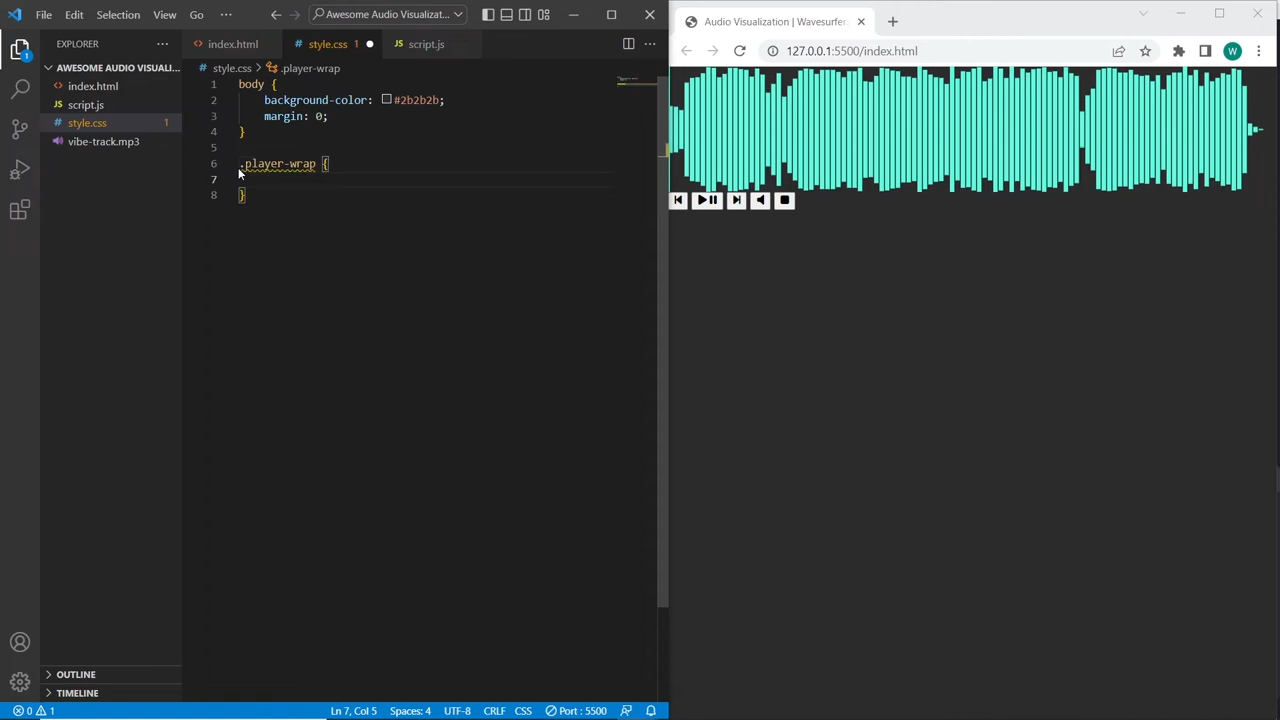 File Edit Selection View Go ··· Awesome Audio Visualizat...
EXPLORER ···
AWESOME AUDIO VISUALI...
index.html
script.js
style.css 1
vibe-track.mp3
OUTLINE
TIMELINE
1
index.html style.css 1 script.js ···
style.css > .player-wrap
1 body {
2 background-color: #2b2b2b;
3 margin: 0;
4 }
5
6 .player-wrap {
7
8 }
0 1 Ln 7, Col 5 Spaces: 4 UTF-8 CRLF CSS Port : 5500
Audio Visualization | Wavesurfer.
127.0.0.1:5500/index.html
W